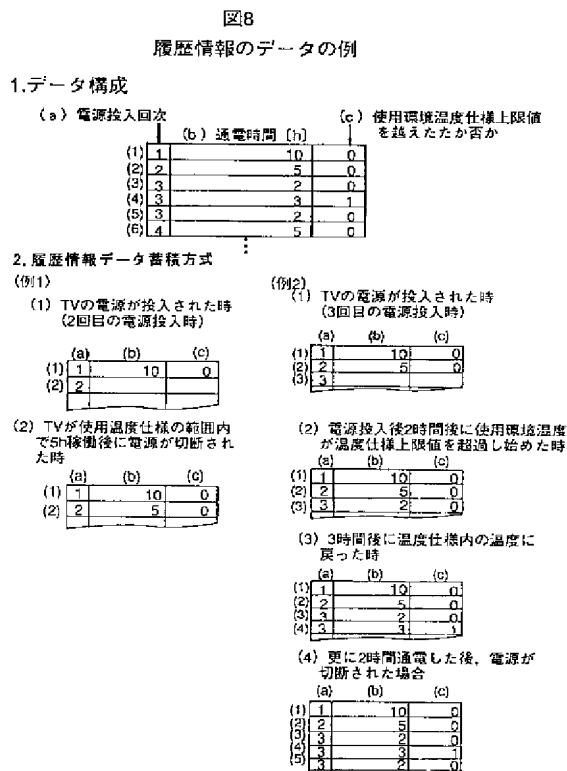 図8
履歴情報のデータの例
1.データ構成
(a) 電源投入回次
(c) 使用環境温度仕様上限値
を越えたたか否か
(b) 通電時間 [h]
(1) 1 10 0
(2) 2 5 0
(3) 3 2 0
(4) 3 3 1
(5) 3 2 0
(6) 4 5 0
⋮
2.履歴情報データ蓄積方式
(例1)
(1) TVの電源が投入された時
(2回目の電源投入時)
(a) (b) (c)
(1) 1 10 0
(2) 2
(2) TVが使用温度仕様の範囲内
で5h稼働後に電源が切断され
た時
(a) (b) (c)
(1) 1 10 0
(2) 2 5 0
(例2)
(1) TVの電源が投入された時
(3回目の電源投入時)
(a) (b) (c)
(1) 1 10 0
(2) 2 5 0
(3) 3
(2) 電源投入後2時間後に使用環境温度
が温度仕様上限値を超過し始めた時
(a) (b) (c)
(1) 1 10 0
(2) 2 5 0
(3) 3 2 0
(3) 3時間後に温度仕様内の温度に
戻った時
(a) (b) (c)
(1) 1 10 0
(2) 2 5 0
(3) 3 2 0
(4) 3 3 1
(4) 更に2時間通電した後、電源が
切断された場合
(a) (b) (c)
(1) 1 10 0
(2) 2 5 0
(3) 3 2 0
(4) 3 3 1
(5) 3 2 0